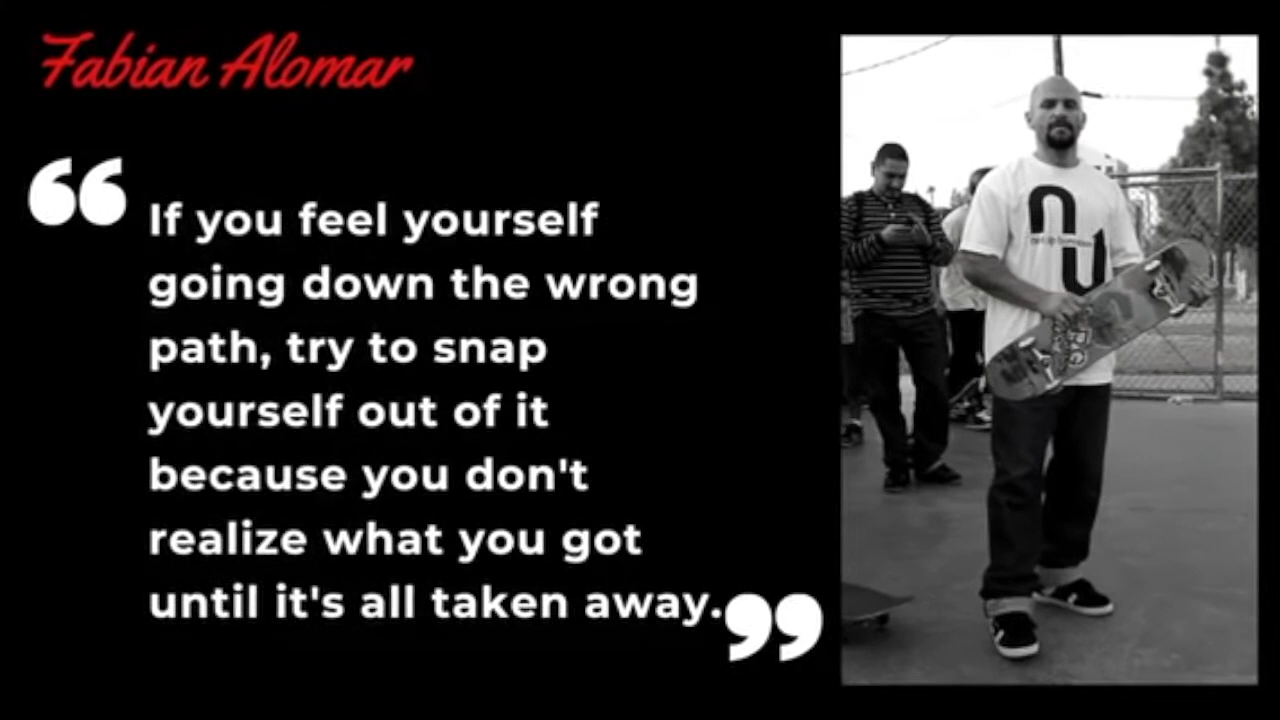 Fabian Alomar
“ If you feel yourself
going down the wrong
path, try to snap
yourself out of it
because you don't
realize what you got
until it's all taken away. ”